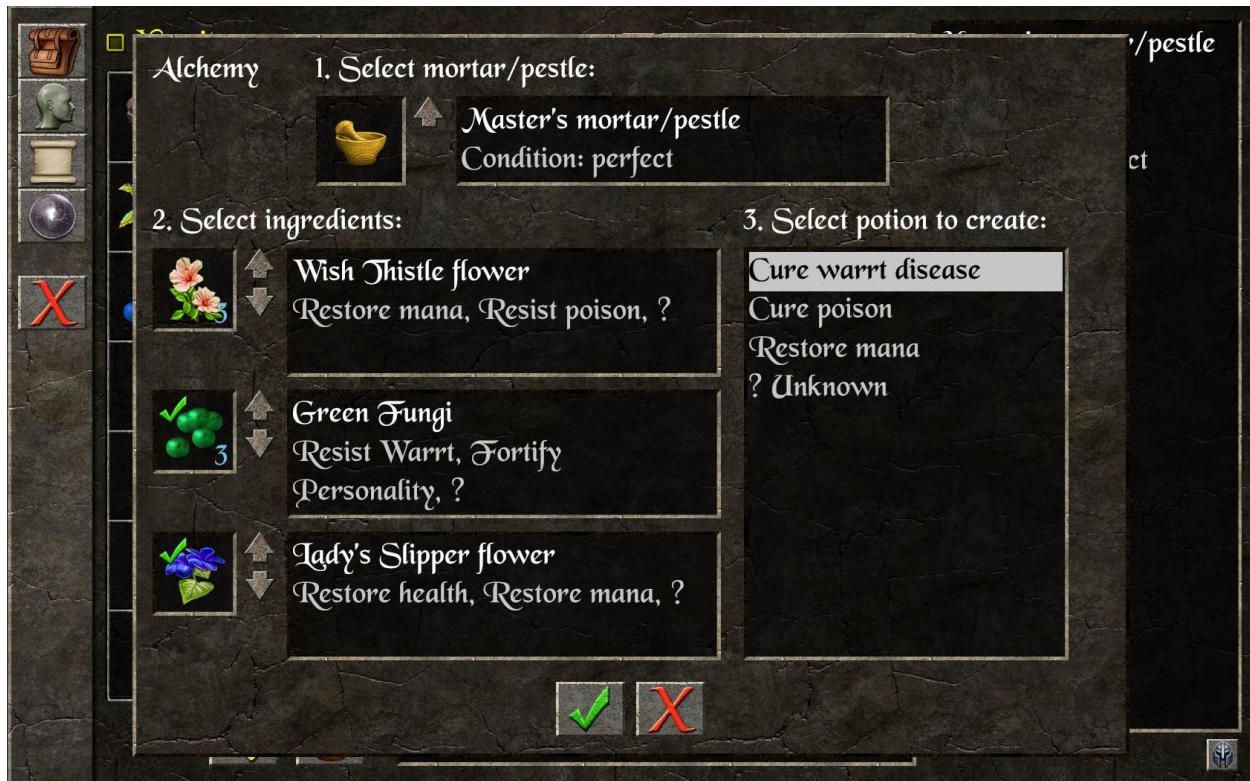 /pestle
Alchemy
1. Select mortar/pestle:
Master's mortar/pestle
Condition: perfect
ct
2. Select ingredients:
3. Select potion to create:
3
Wish Thistle flower
Restore mana, Resist poison, ?
3
Green Fungi
Resist Warrt, Fortify
Personality, ?
Lady's Slipper flower
Restore health, Restore mana, ?
Cure warrt disease
Cure poison
Restore mana
? Unknown